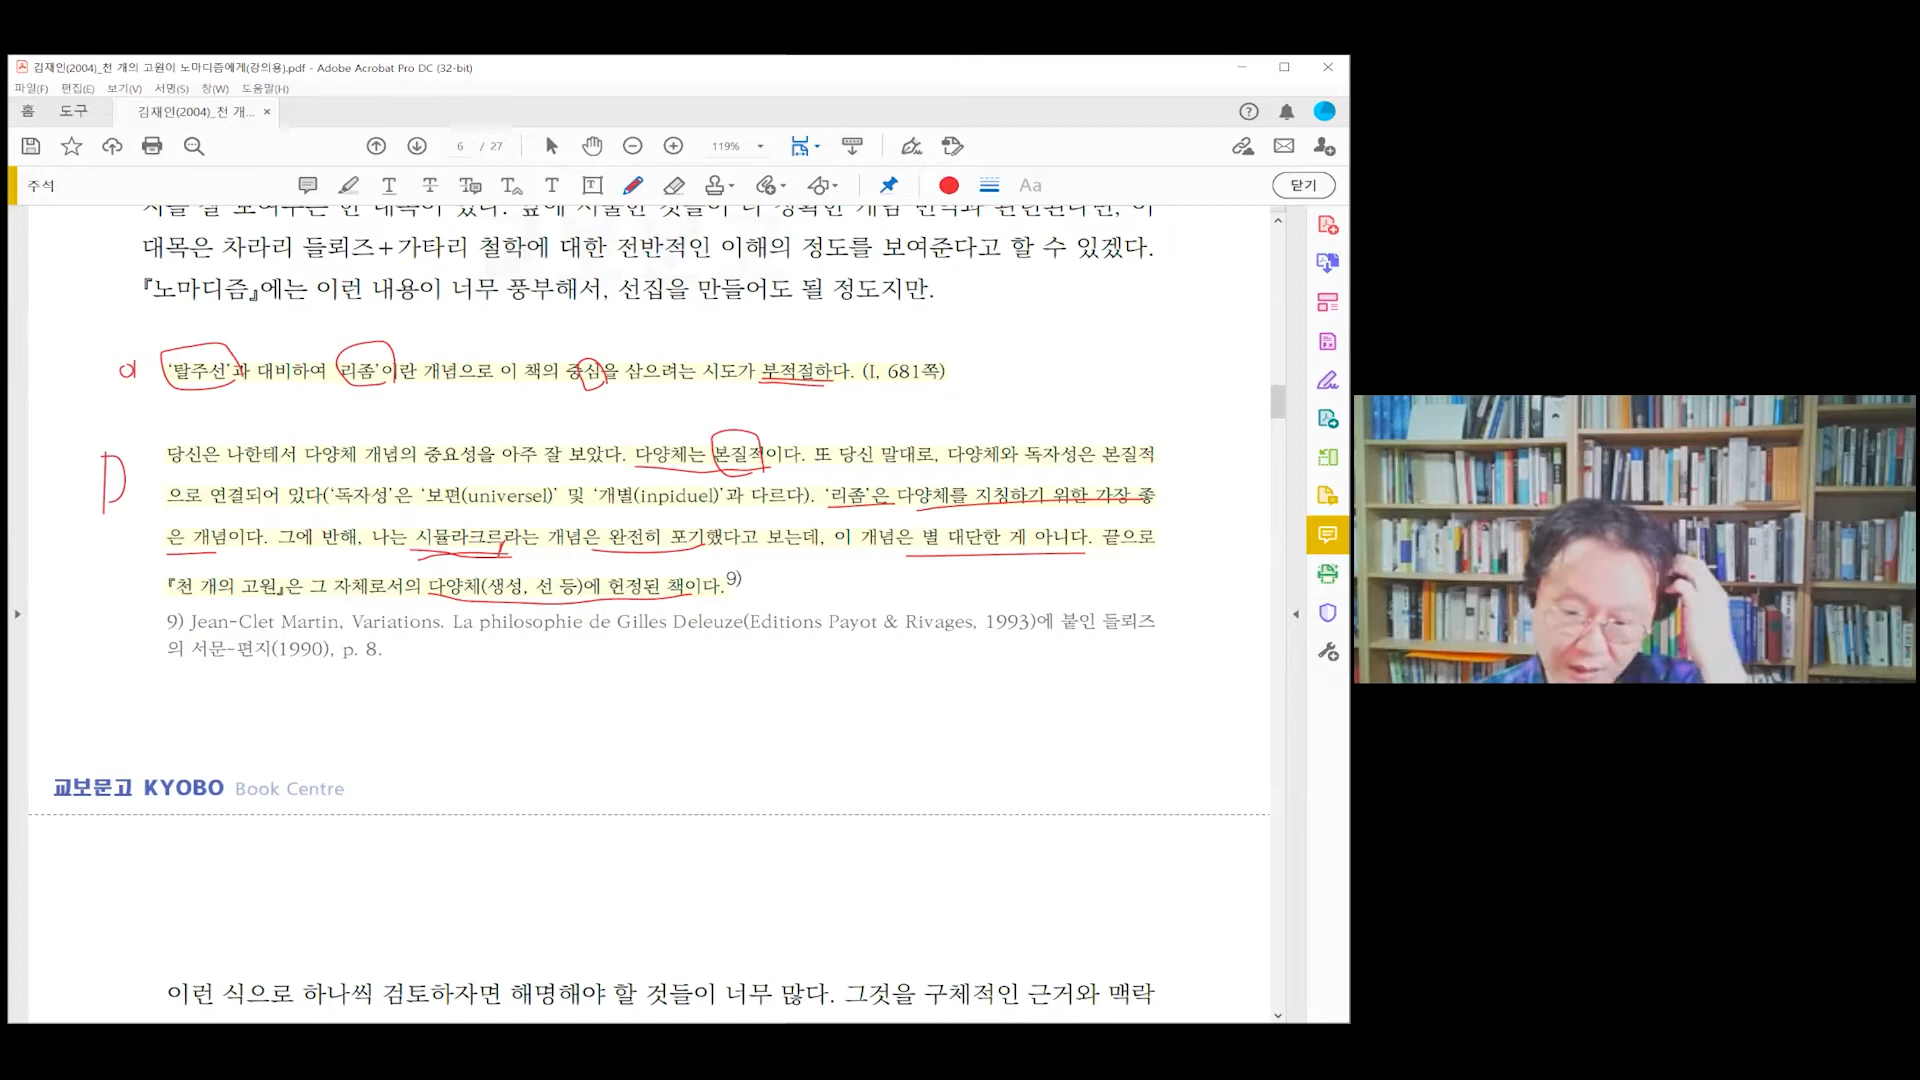 김재인(2004)_천 개의 고원이 노마디즘에게(강의용).pdf - Adobe Acrobat Pro DC (32-bit)
파일(F) 편집(E) 보기(V) 서명(S) 창(W) 도움말(H)
홈 도구 김재인(2004)_천 개... ×
6 / 27 119%
주석 Aa 닫기
대목은 차라리 들뢰즈+가타리 철학에 대한 전반적인 이해의 정도를 보여준다고 할 수 있겠다.
『노마디즘』에는 이런 내용이 너무 풍부해서, 선집을 만들어도 될 정도지만.
‘탈주선’과 대비하여 ‘리좀’이란 개념으로 이 책의 중심을 삼으려는 시도가 부적절하다. (I, 681쪽)
당신은 나한테서 다양체 개념의 중요성을 아주 잘 보았다. 다양체는 본질적이다. 또 당신 말대로, 다양체와 독자성은 본질적
D
으로 연결되어 있다(‘독자성’은 ‘보편(universel)’ 및 ‘개별(inpiduel)’과 다르다). ‘리좀’은 다양체를 지칭하기 위한 가장 좋
은 개념이다. 그에 반해, 나는 시뮬라크르라는 개념은 완전히 포기했다고 보는데, 이 개념은 별 대단한 게 아니다. 끝으로
『천 개의 고원』은 그 자체로서의 다양체(생성, 선 등)에 헌정된 책이다.9)
9) Jean-Clet Martin, Variations. La philosophie de Gilles Deleuze(Editions Payot & Rivages, 1993)에 붙인 들뢰즈
의 서문-편지(1990), p. 8.
교보문고 KYOBO Book Centre
이런 식으로 하나씩 검토하자면 해명해야 할 것들이 너무 많다. 그것을 구체적인 근거와 맥락